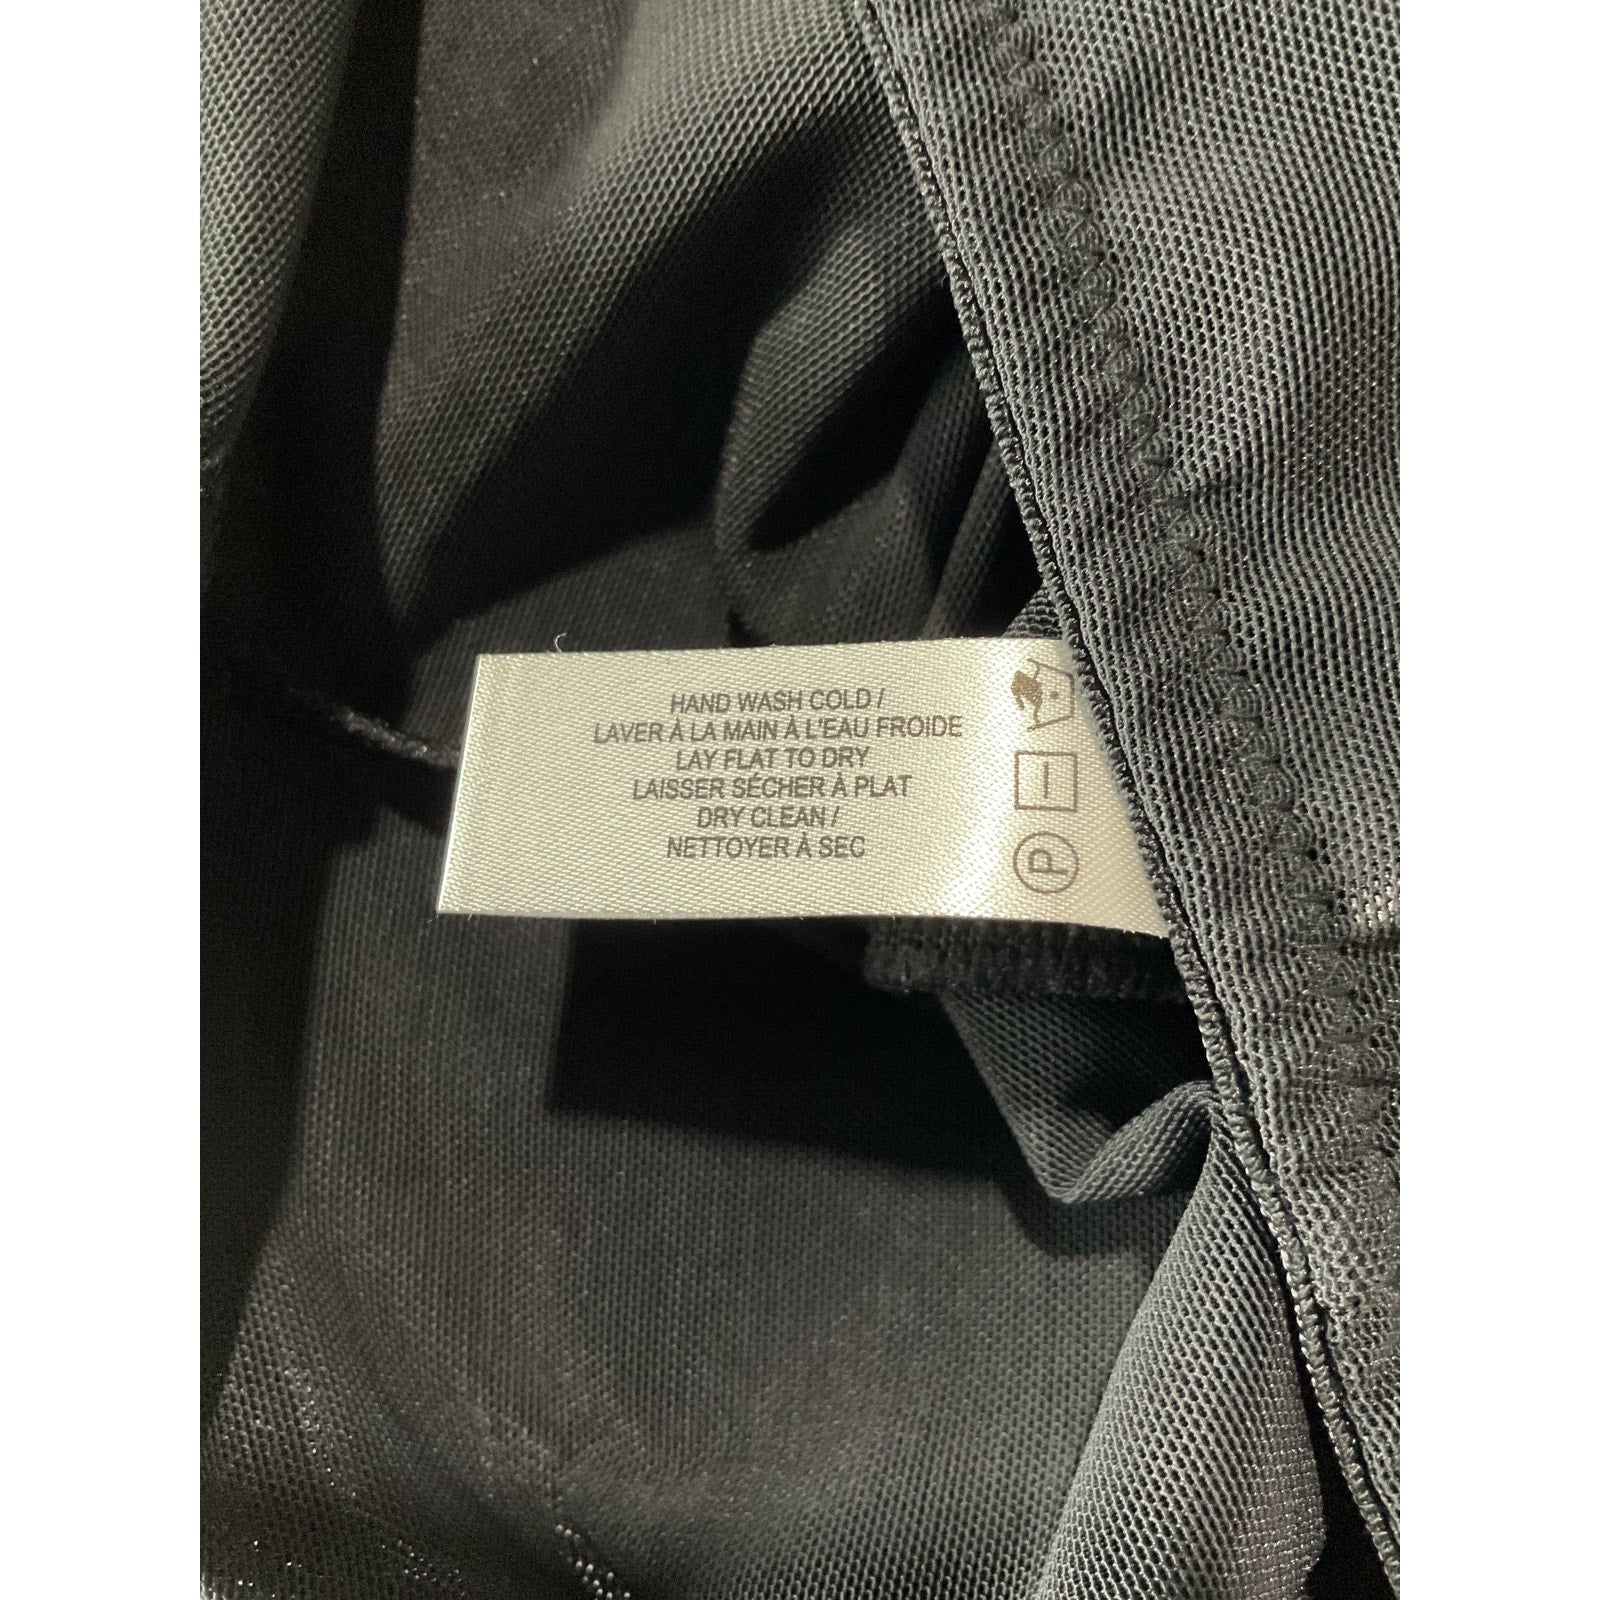 HAND WASH COLD /
LAVER À LA MAIN À L'EAU FROIDE
LAY FLAT TO DRY
LAISSER SÉCHER À PLAT
DRY CLEAN /
NETTOYER À SEC
P